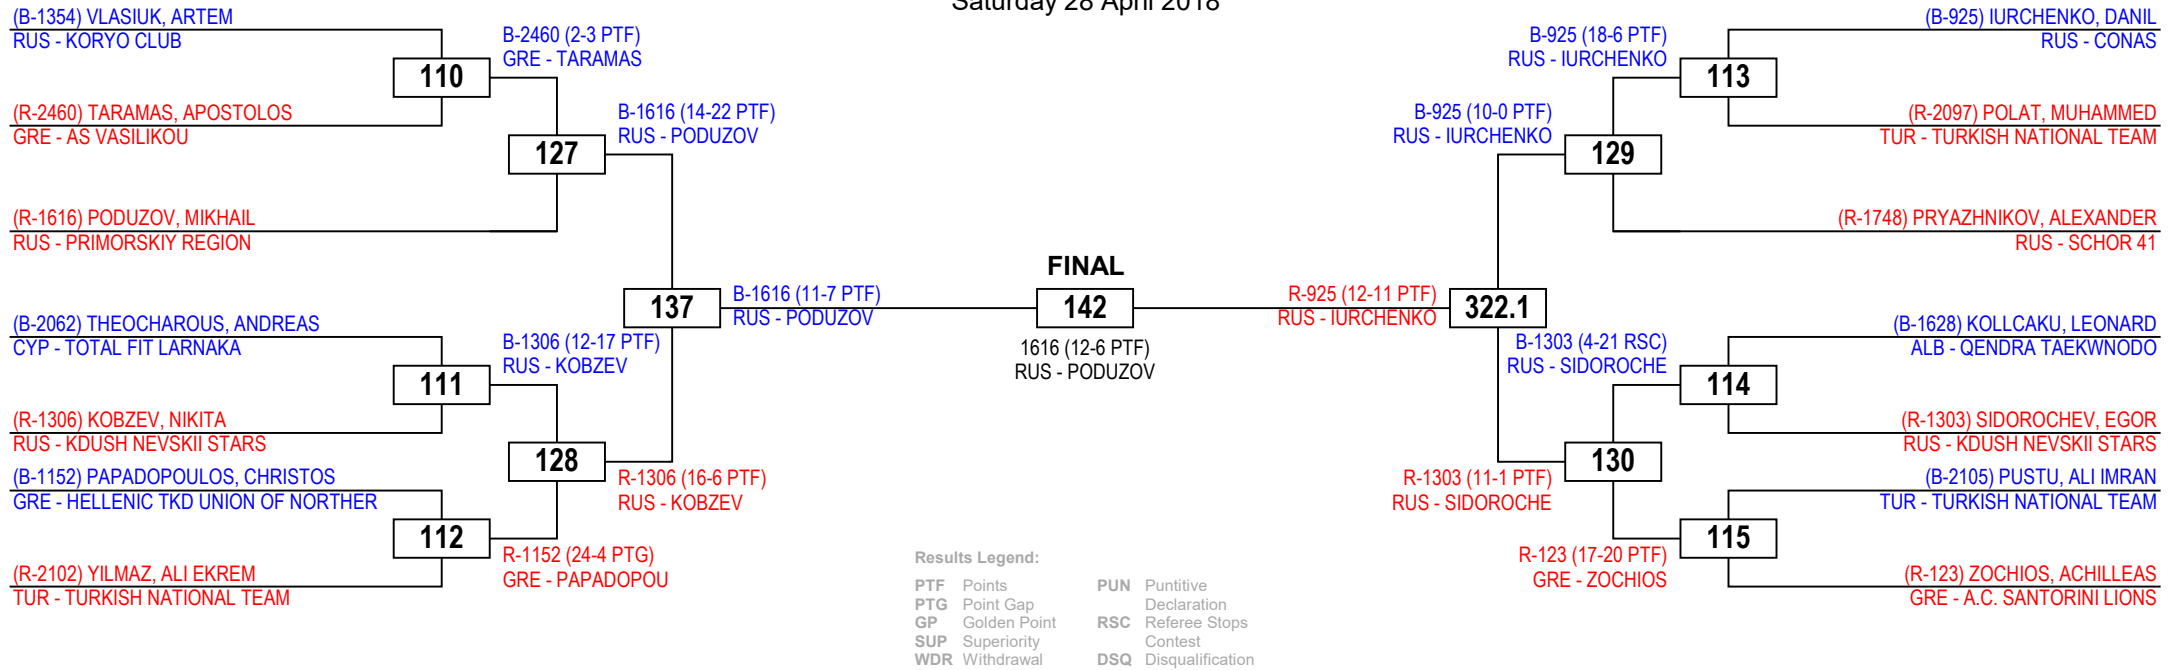 Saturday 28 April 2018
(B-1354) VLASIUK, ARTEM
RUS - KORYO CLUB
110
(R-2460) TARAMAS, APOSTOLOS
GRE - AS VASILIKOU
B-2460 (2-3 PTF)
GRE - TARAMAS
127
(R-1616) PODUZOV, MIKHAIL
RUS - PRIMORSKIY REGION
B-1616 (14-22 PTF)
RUS - PODUZOV
137
(B-2062) THEOCHAROUS, ANDREAS
CYP - TOTAL FIT LARNAKA
111
(R-1306) KOBZEV, NIKITA
RUS - KDUSH NEVSKII STARS
B-1306 (12-17 PTF)
RUS - KOBZEV
128
(B-1152) PAPADOPOULOS, CHRISTOS
GRE - HELLENIC TKD UNION OF NORTHER
112
(R-2102) YILMAZ, ALI EKREM
TUR - TURKISH NATIONAL TEAM
R-1152 (24-4 PTG)
GRE - PAPADOPOU
R-1306 (16-6 PTF)
RUS - KOBZEV
B-1616 (11-7 PTF)
RUS - PODUZOV
FINAL
142
1616 (12-6 PTF)
RUS - PODUZOV
R-925 (12-11 PTF)
RUS - IURCHENKO
322.1
B-925 (10-0 PTF)
RUS - IURCHENKO
129
B-925 (18-6 PTF)
RUS - IURCHENKO
113
(B-925) IURCHENKO, DANIL
RUS - CONAS
(R-2097) POLAT, MUHAMMED
TUR - TURKISH NATIONAL TEAM
(R-1748) PRYAZHNIKOV, ALEXANDER
RUS - SCHOR 41
B-1303 (4-21 RSC)
RUS - SIDOROCHE
114
(B-1628) KOLLCAKU, LEONARD
ALB - QENDRA TAEKWNODO
(R-1303) SIDOROCHEV, EGOR
RUS - KDUSH NEVSKII STARS
R-1303 (11-1 PTF)
RUS - SIDOROCHE
130
(B-2105) PUSTU, ALI IMRAN
TUR - TURKISH NATIONAL TEAM
115
R-123 (17-20 PTF)
GRE - ZOCHIOS
(R-123) ZOCHIOS, ACHILLEAS
GRE - A.C. SANTORINI LIONS
Results Legend:
PTF Points
PTG Point Gap
GP Golden Point
SUP Superiority
WDR Withdrawal
PUN Puntitive
Declaration
RSC Referee Stops
Contest
DSQ Disqualification